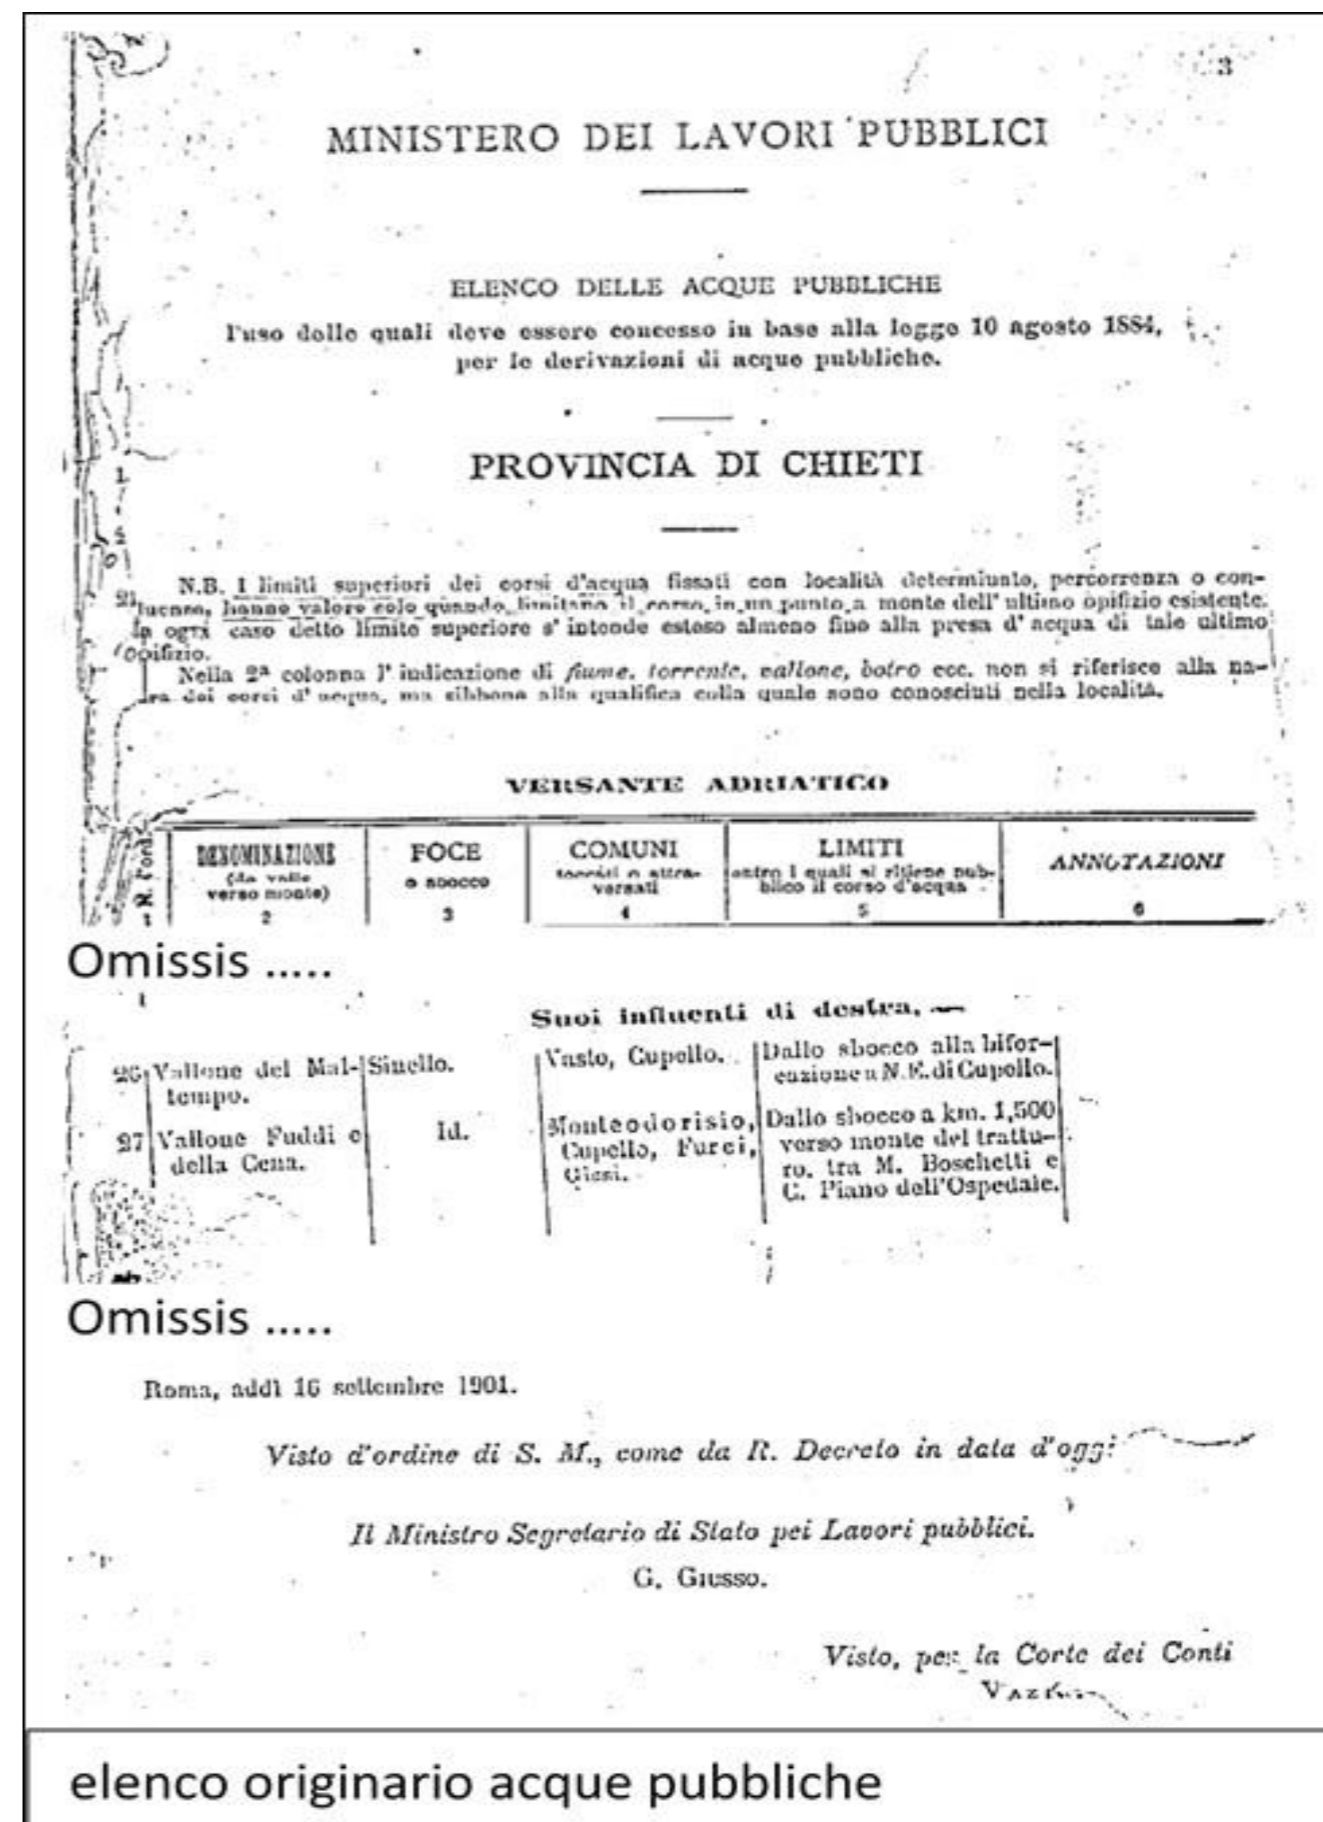 3
MINISTERO DEI LAVORI PUBBLICI
ELENCO DELLE ACQUE PUBBLICHE
l'uso delle quali deve essere concesso in base alla legge 10 agosto 1884,
per le derivazioni di acque pubbliche.
PROVINCIA DI CHIETI
N.B. I limiti superiori dei corsi d'acqua fissati con località determinate, percorrenza o con-
fluenze, hanno valore solo quando limitano il corso in un punto a monte dell'ultimo opifizio esistente.
In ogni caso detto limite superiore s'intende esteso almeno fino alla presa d'acqua di tale ultimo
opifizio.
Nella 2ª colonna l'indicazione di fiume, torrente, vallone, botro ecc. non si riferisce alla na-
tura dei corsi d'acqua, ma sibbene alla qualifica colla quale sono conosciuti nella località.
VERSANTE ADRIATICO
N. d'ord. 1
DENOMINAZIONE (da valle verso monte) 2
FOCE o sbocco 3
COMUNI toccati o attra- versati 4
LIMITI entro i quali si ritiene pub- blico il corso d'acqua 5
ANNOTAZIONI 6
Omissis .....
Suoi influenti di destra.
26 Vallone del Mal- Sinello. Vasto, Cupello. Dallo sbocco alla bifor-
tempo. cazione a N.E. di Cupello.
27 Vallone Fuddi e Id. Monteodorisio, Dallo sbocco a km. 1,500
della Cena. Cupello, Furci, verso monte del trattu-
Gissi. ro, tra M. Boschetti e
C. Piano dell'Ospedale.
Omissis .....
Roma, addì 16 settembre 1901.
Visto d'ordine di S. M., come da R. Decreto in data d'oggi
Il Ministro Segretario di Stato pei Lavori pubblici.
G. Giusso.
Visto, per la Corte dei Conti
elenco originario acque pubbliche